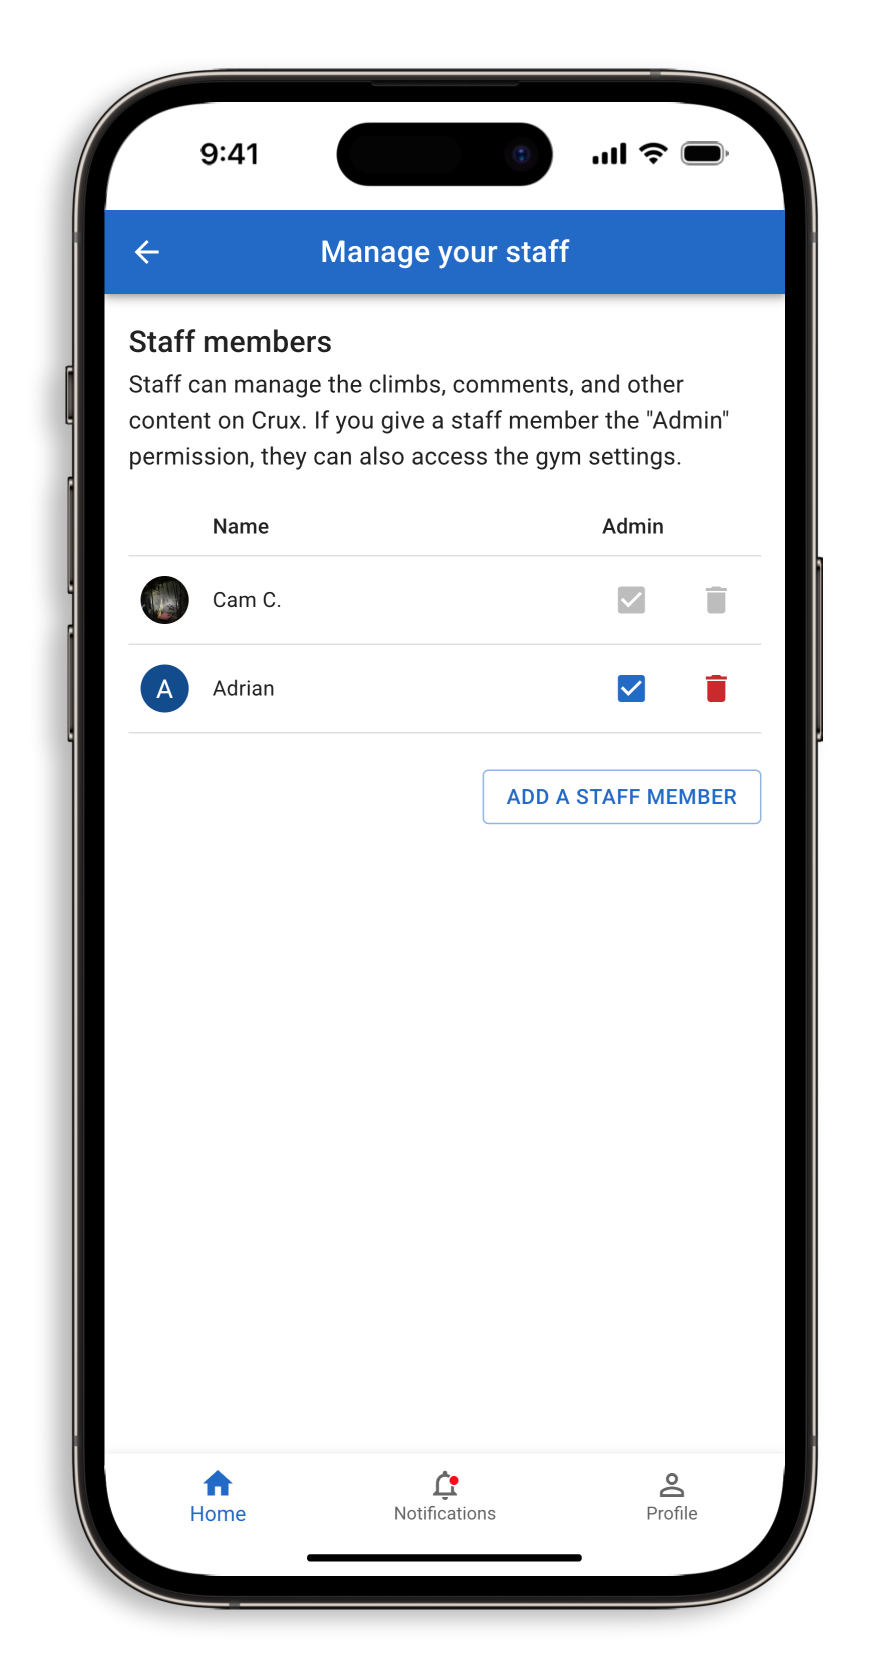 9:41
Manage your staff
Staff members
Staff can manage the climbs, comments, and other
content on Crux. If you give a staff member the "Admin"
permission, they can also access the gym settings.
Name Admin
Cam C.
A Adrian
ADD A STAFF MEMBER
Home Notifications Profile